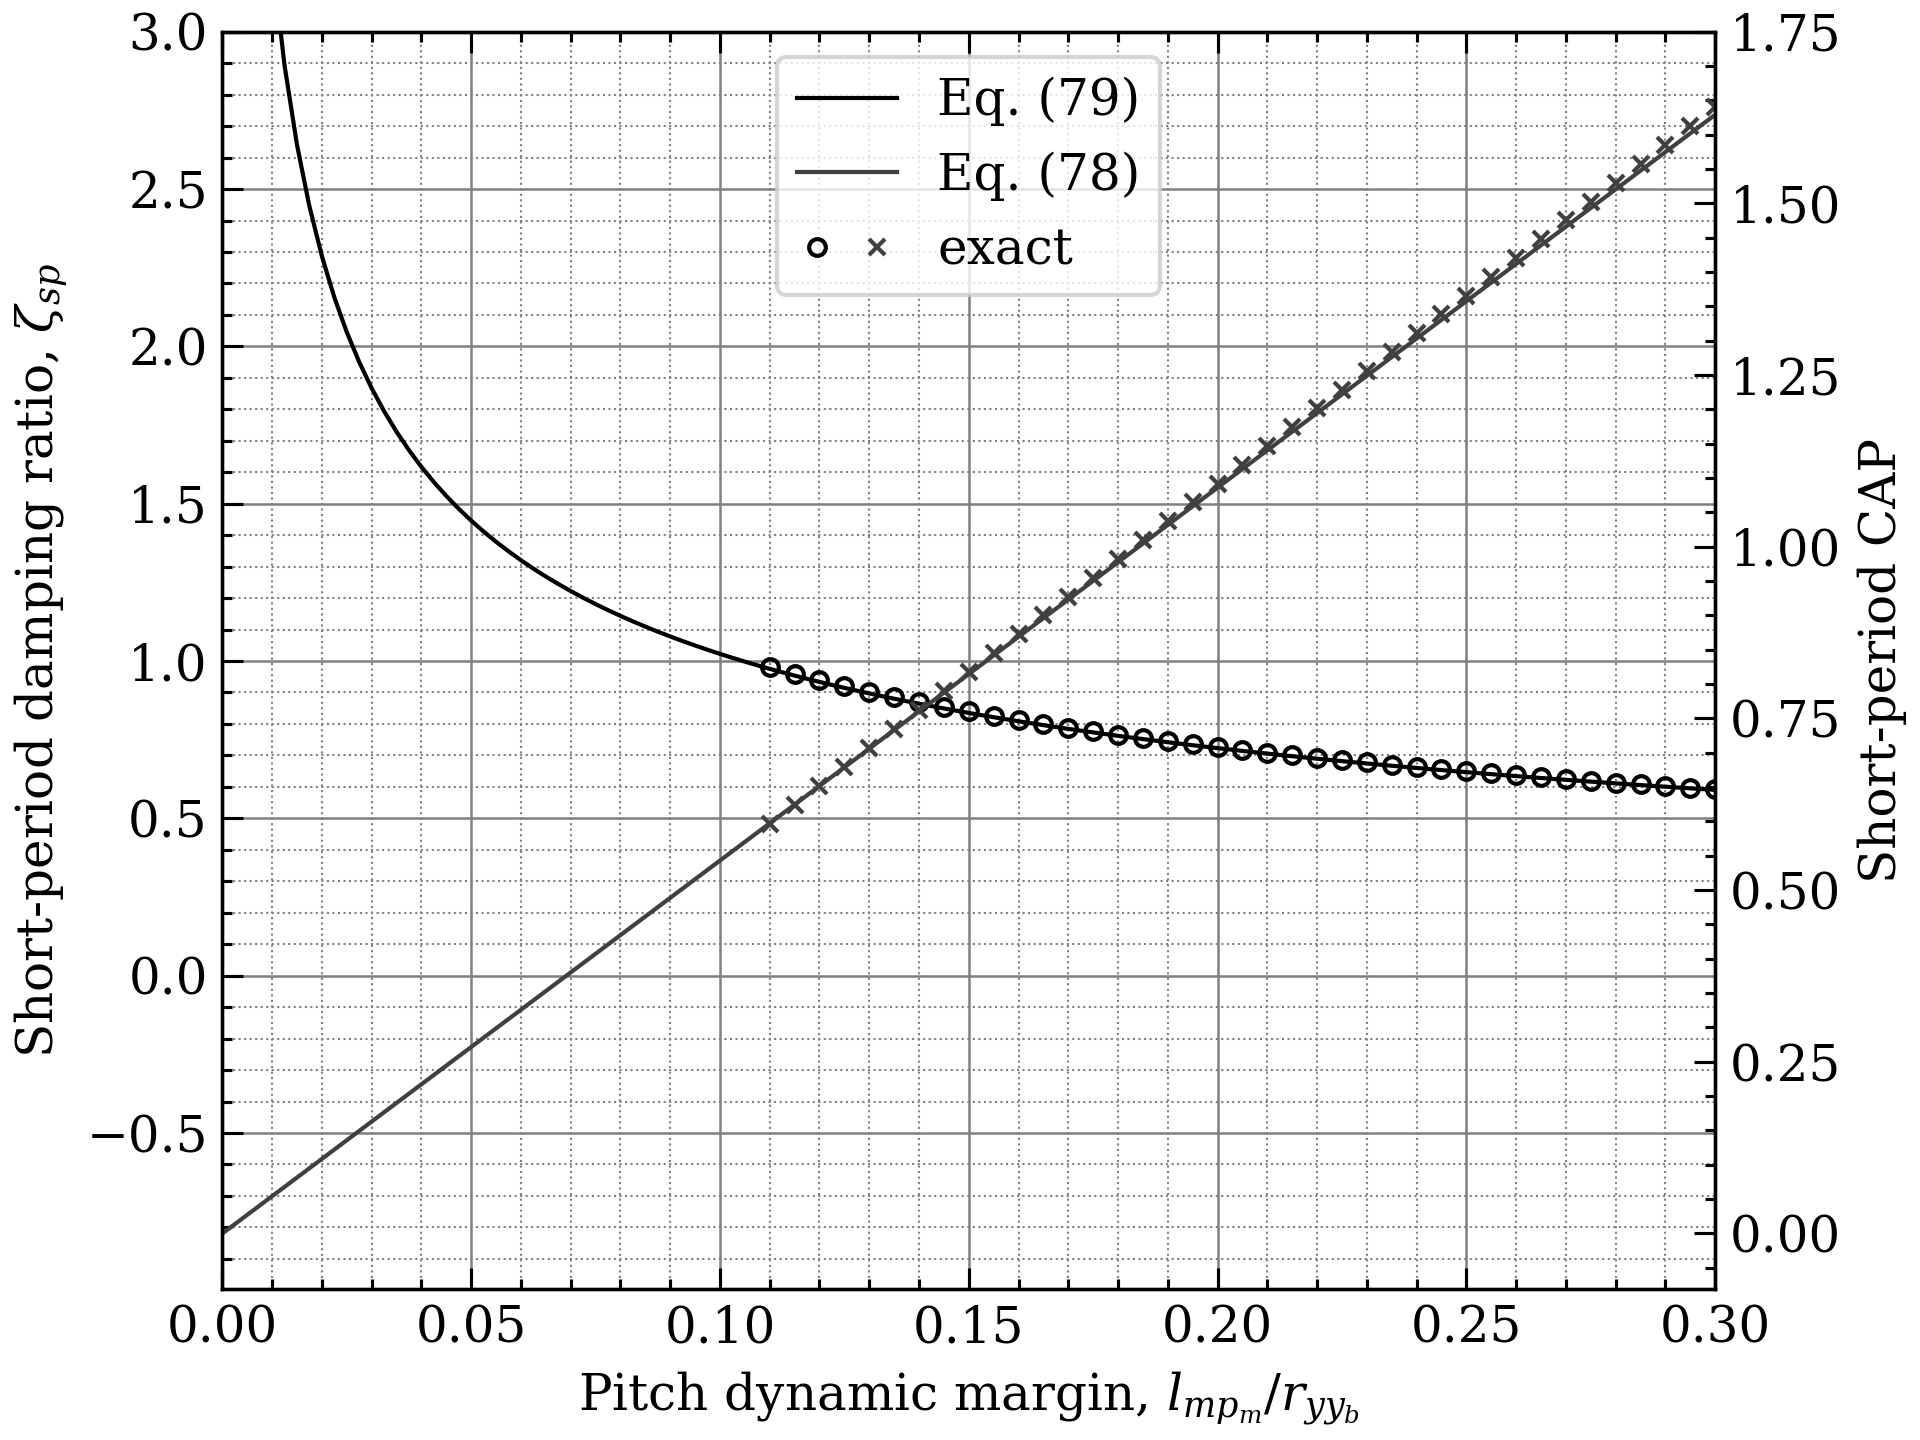 3.0
2.5
2.0
1.5
1.0
0.5
0.0
−0.5
Short-period damping ratio, ζsp
Eq. (79)
Eq. (78)
exact
1.75
1.50
1.25
1.00
0.75
0.50
0.25
0.00
Short-period CAP
0.00 0.05 0.10 0.15 0.20 0.25 0.30
Pitch dynamic margin, lmpm/ryyb